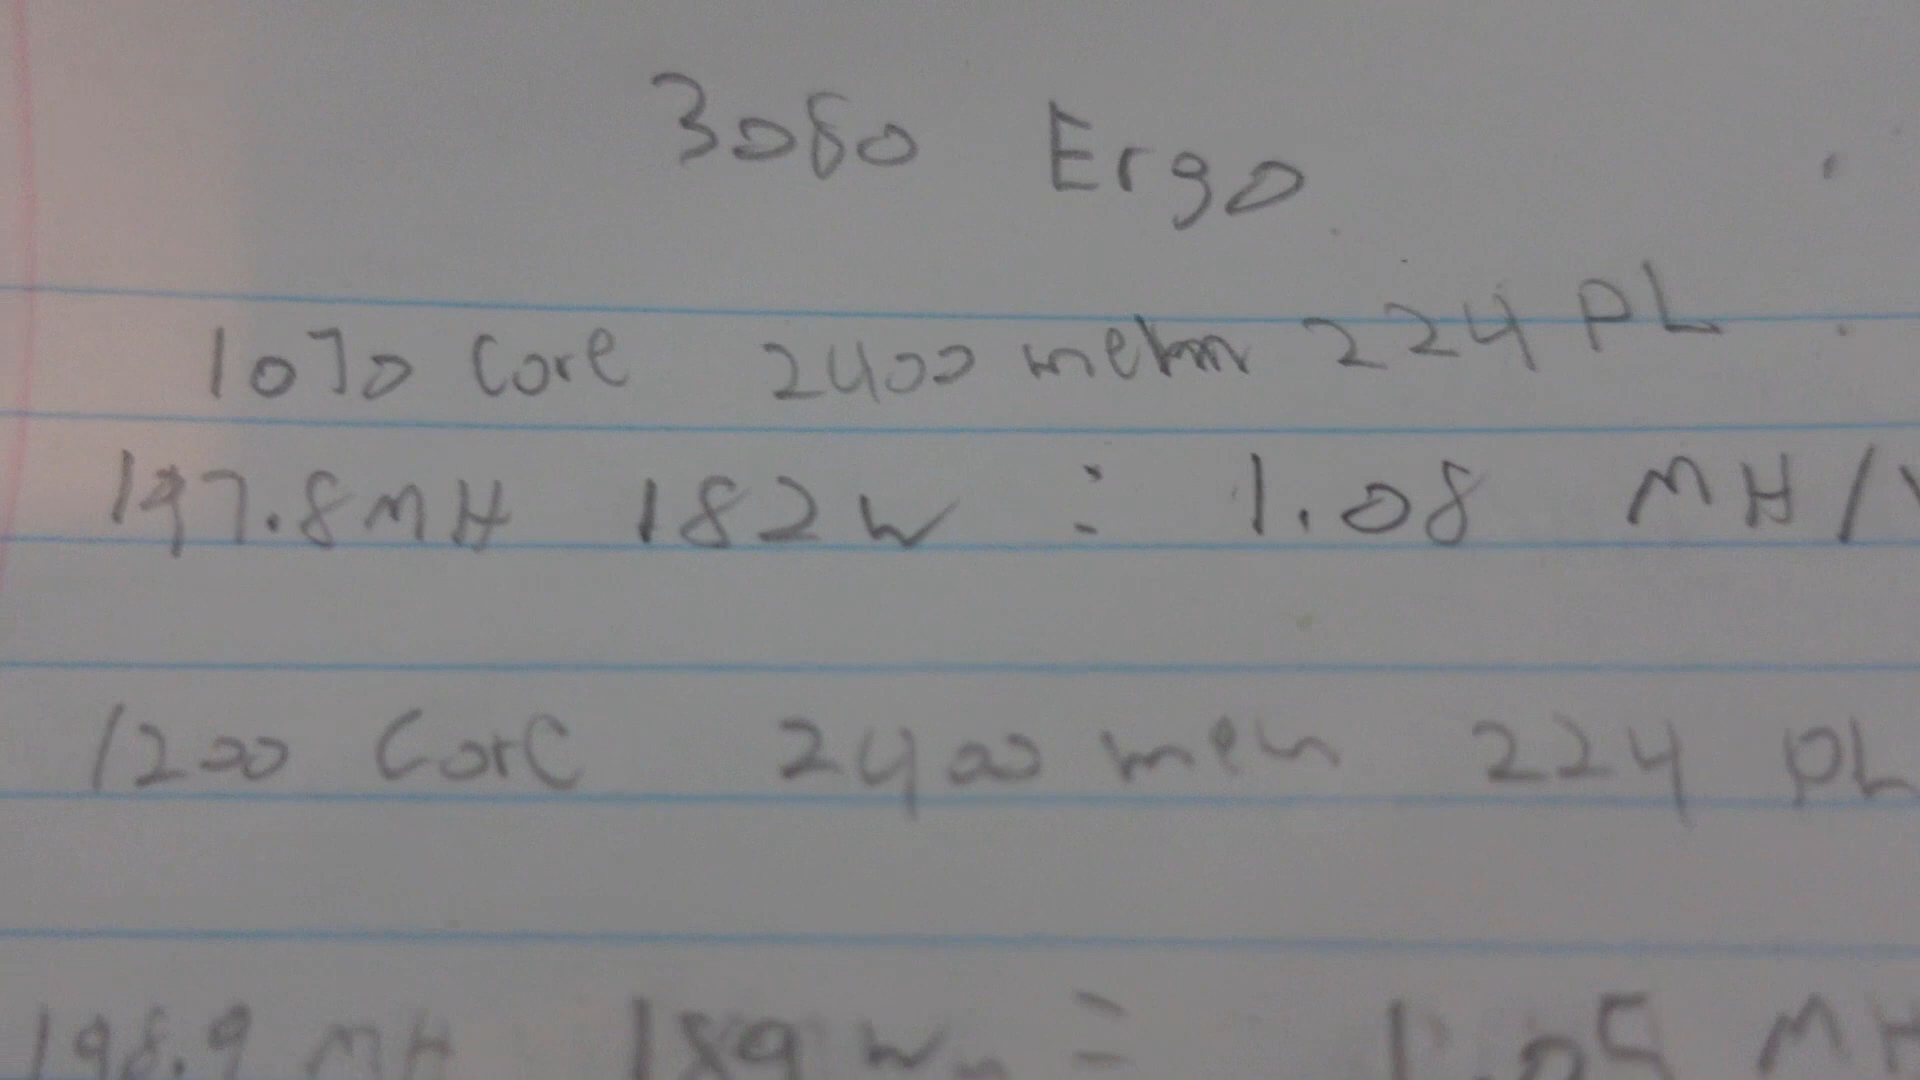 3080 Ergo
1070 Core 2400 mem 224 PL
197.8 MH 182 W = 1.08 MH/
1200 Core 2400 mem 224 PL
198.9 MH 189 W = 1.05 MH